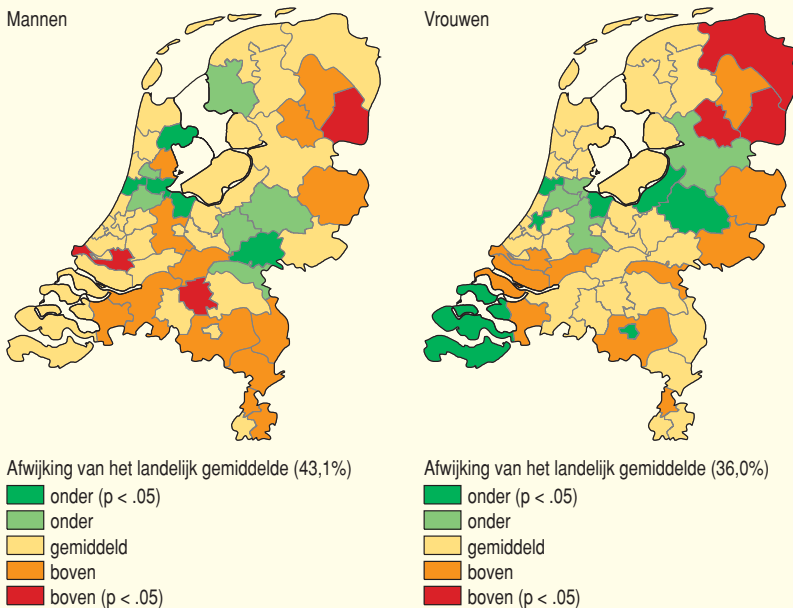 Mannen
Afwijking van het landelijk gemiddelde (43,1%)
onder (p < .05)
onder
gemiddeld
boven
boven (p < .05)
Vrouwen
Afwijking van het landelijk gemiddelde (36,0%)
onder (p < .05)
onder
gemiddeld
boven
boven (p < .05)